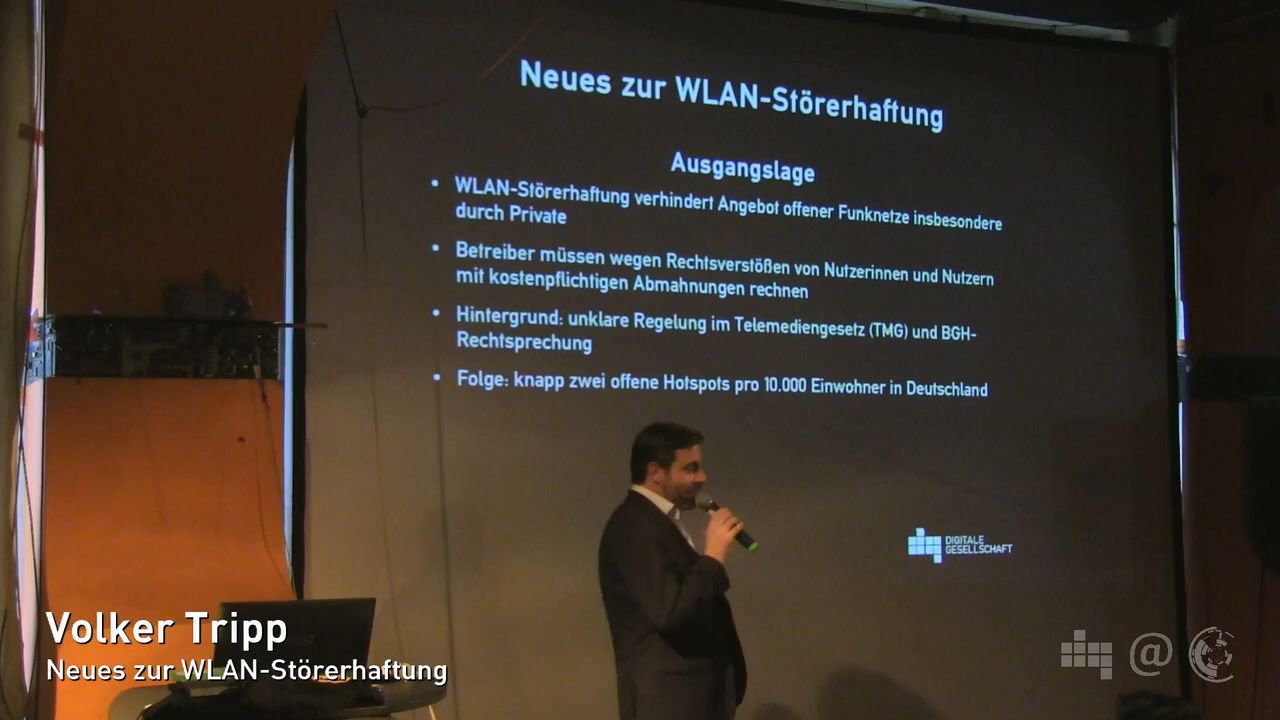 Neues zur WLAN-Störerhaftung
Ausgangslage
• WLAN-Störerhaftung verhindert Angebot offener Funknetze insbesondere
durch Private
• Betreiber müssen wegen Rechtsverstößen von Nutzerinnen und Nutzern
mit kostenpflichtigen Abmahnungen rechnen
• Hintergrund: unklare Regelung im Telemediengesetz (TMG) und BGH-
Rechtsprechung
• Folge: knapp zwei offene Hotspots pro 10.000 Einwohner in Deutschland
DIGITALE
GESELLSCHAFT
Volker Tripp
Neues zur WLAN-Störerhaftung
@